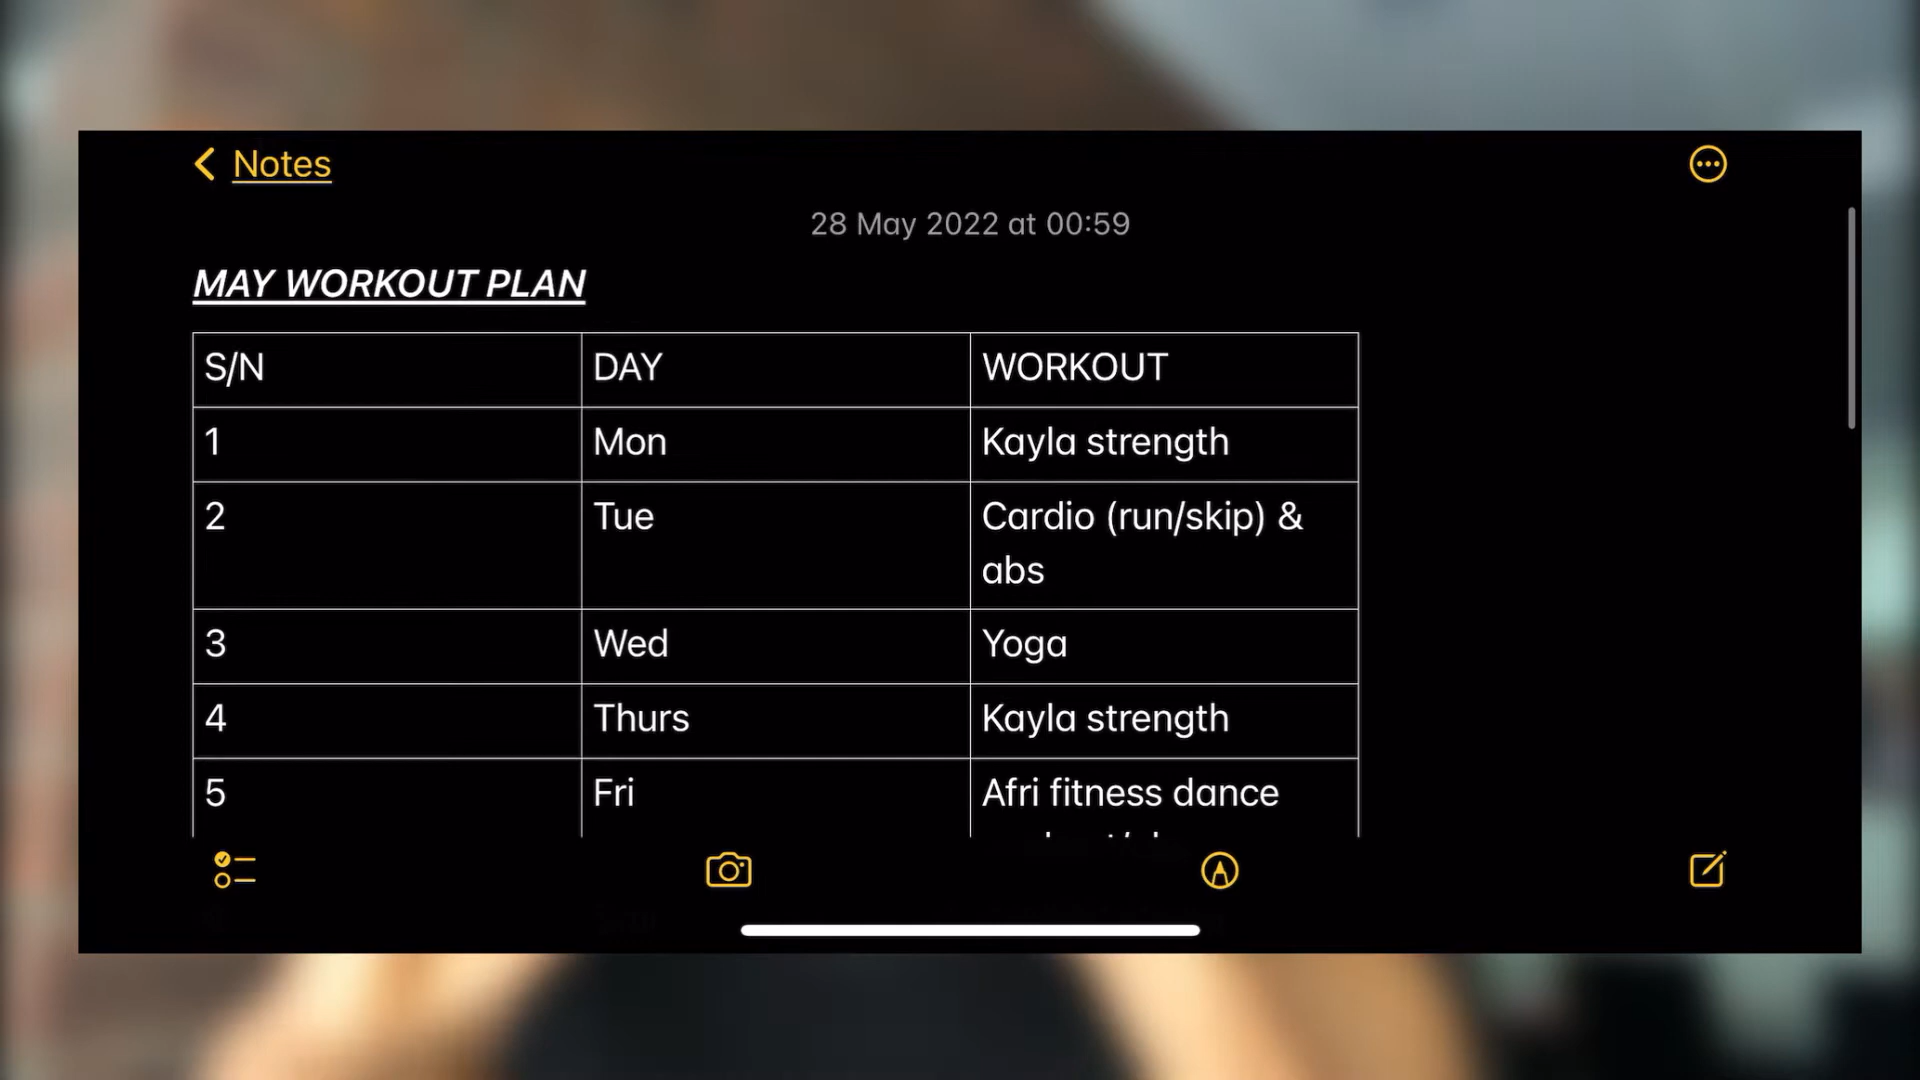 Notes
28 May 2022 at 00:59
MAY WORKOUT PLAN
S/N DAY WORKOUT
1 Mon Kayla strength
2 Tue Cardio (run/skip) &
abs
3 Wed Yoga
4 Thurs Kayla strength
5 Fri Afri fitness dance